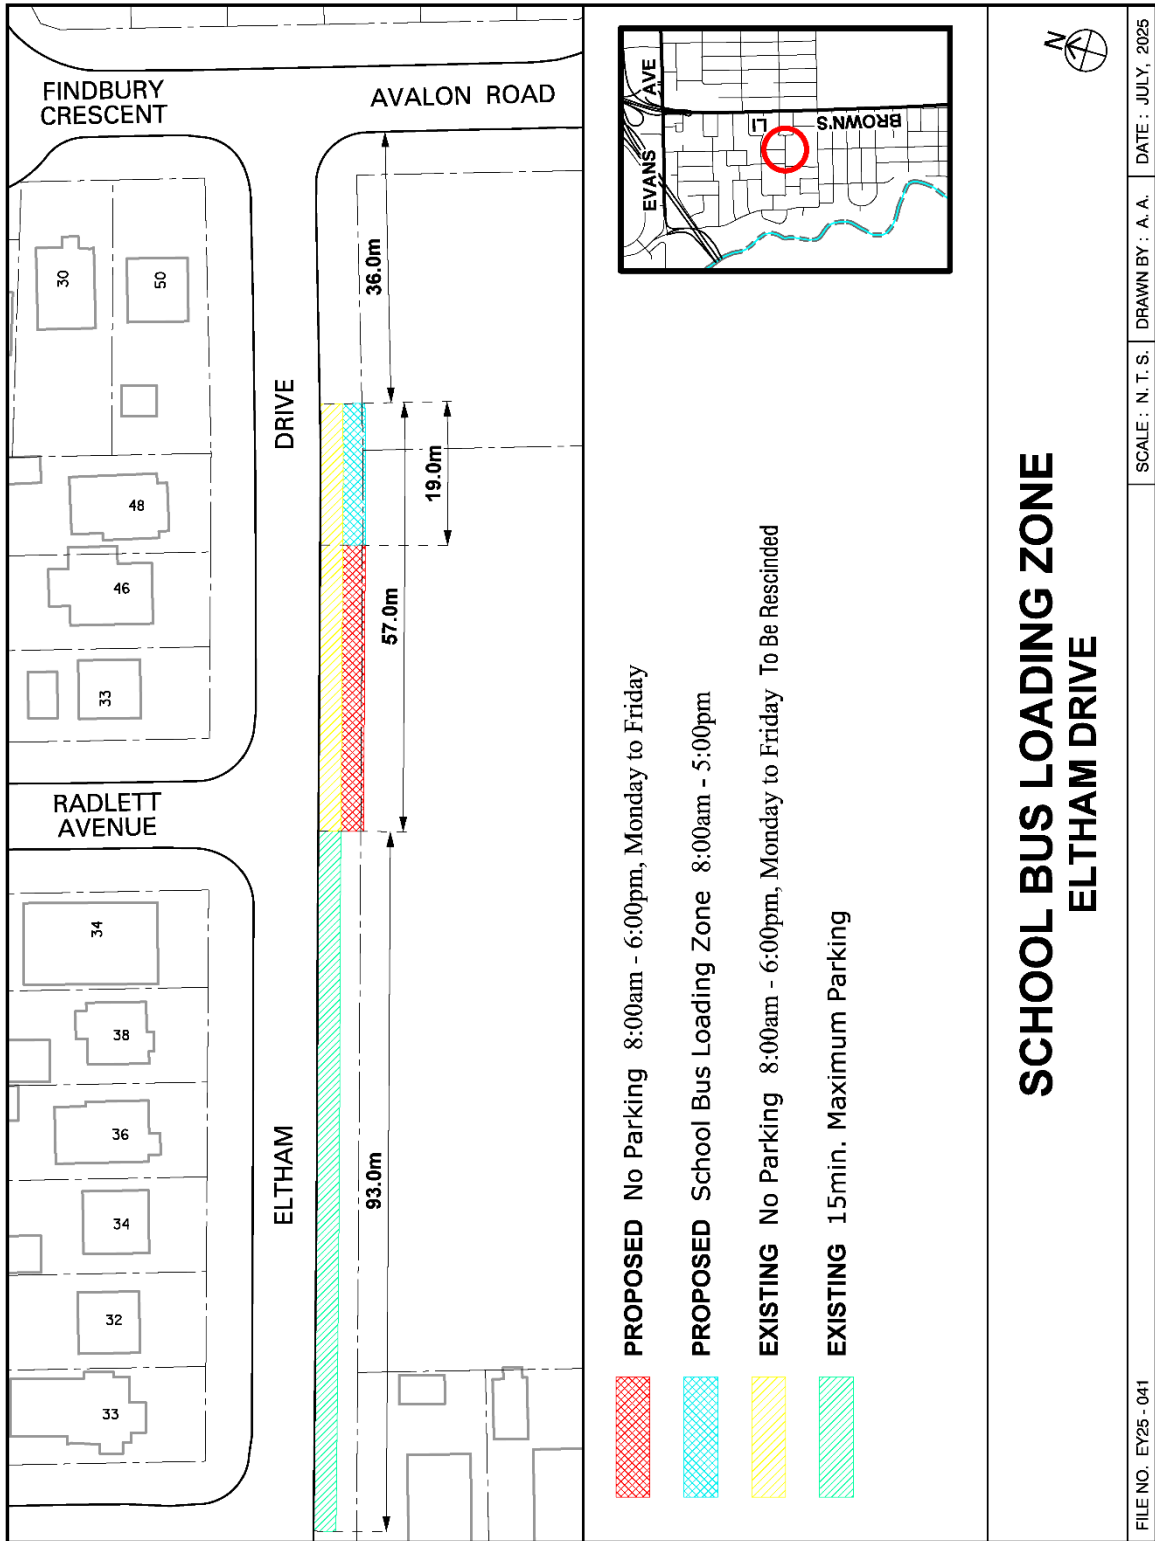 FINDBURY
CRESCENT
AVALON ROAD
30
50
36.0m
DRIVE
48
19.0m
46
57.0m
33
RADLETT
AVENUE
34
38
36
ELTHAM
93.0m
34
32
33
EVANS AVE
BROWN'S LI
PROPOSED No Parking 8:00am - 6:00pm, Monday to Friday
PROPOSED School Bus Loading Zone 8:00am - 5:00pm
EXISTING No Parking 8:00am - 6:00pm, Monday to Friday To Be Rescinded
EXISTING 15min. Maximum Parking
N
SCHOOL BUS LOADING ZONE
ELTHAM DRIVE
FILE NO. EY25 - 041
SCALE : N. T. S.
DRAWN BY : A. A.
DATE : JULY, 2025